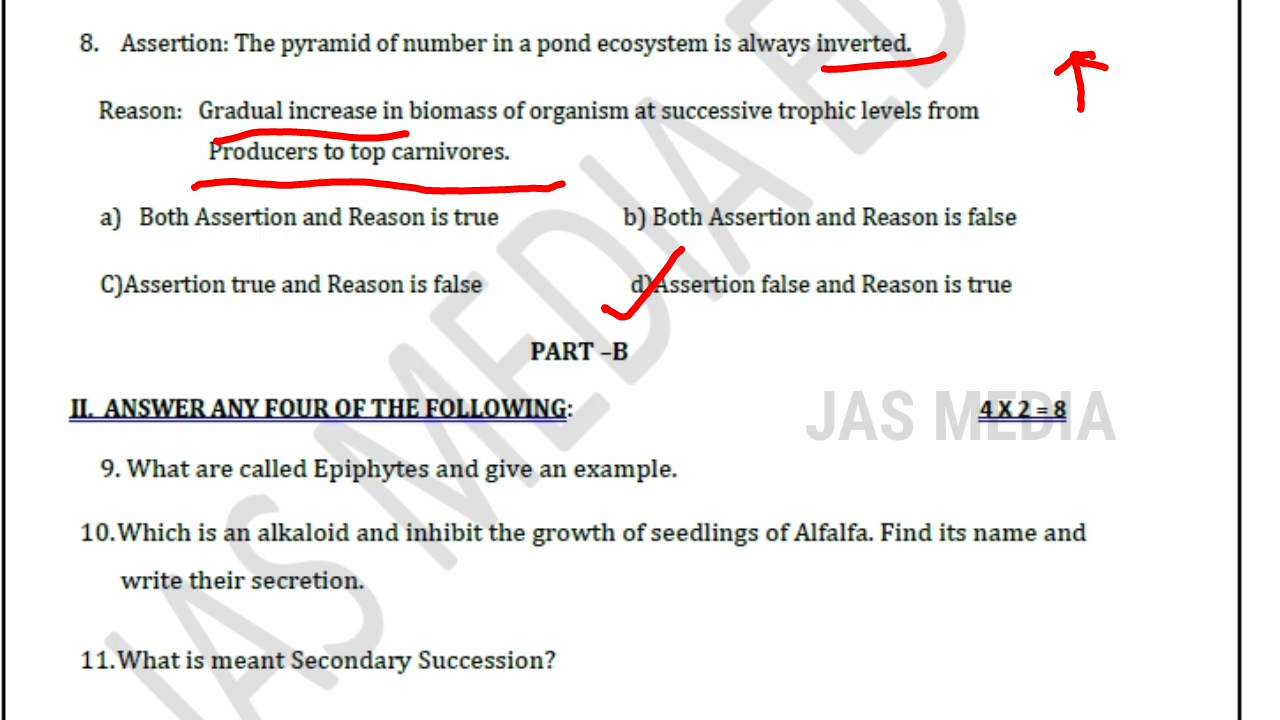 8. Assertion: The pyramid of number in a pond ecosystem is always inverted.
Reason: Gradual increase in biomass of organism at successive trophic levels from
Producers to top carnivores.
a) Both Assertion and Reason is true b) Both Assertion and Reason is false
C)Assertion true and Reason is false d)Assertion false and Reason is true
PART –B
II. ANSWER ANY FOUR OF THE FOLLOWING: 4 X 2 = 8
JAS MEDIA
9. What are called Epiphytes and give an example.
10.Which is an alkaloid and inhibit the growth of seedlings of Alfalfa. Find its name and
write their secretion.
11.What is meant Secondary Succession?
JAS MEDIA ED